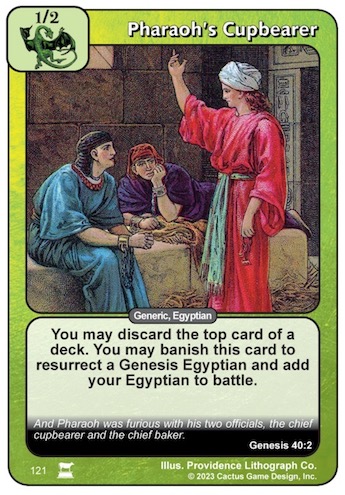 1/2
Pharaoh's Cupbearer
Generic, Egyptian
You may discard the top card of a
deck. You may banish this card to
resurrect a Genesis Egyptian and add
your Egyptian to battle.
And Pharaoh was furious with his two officials, the chief
cupbearer and the chief baker.
Genesis 40:2
121
Illus. Providence Lithograph Co.
© 2023 Cactus Game Design, Inc.